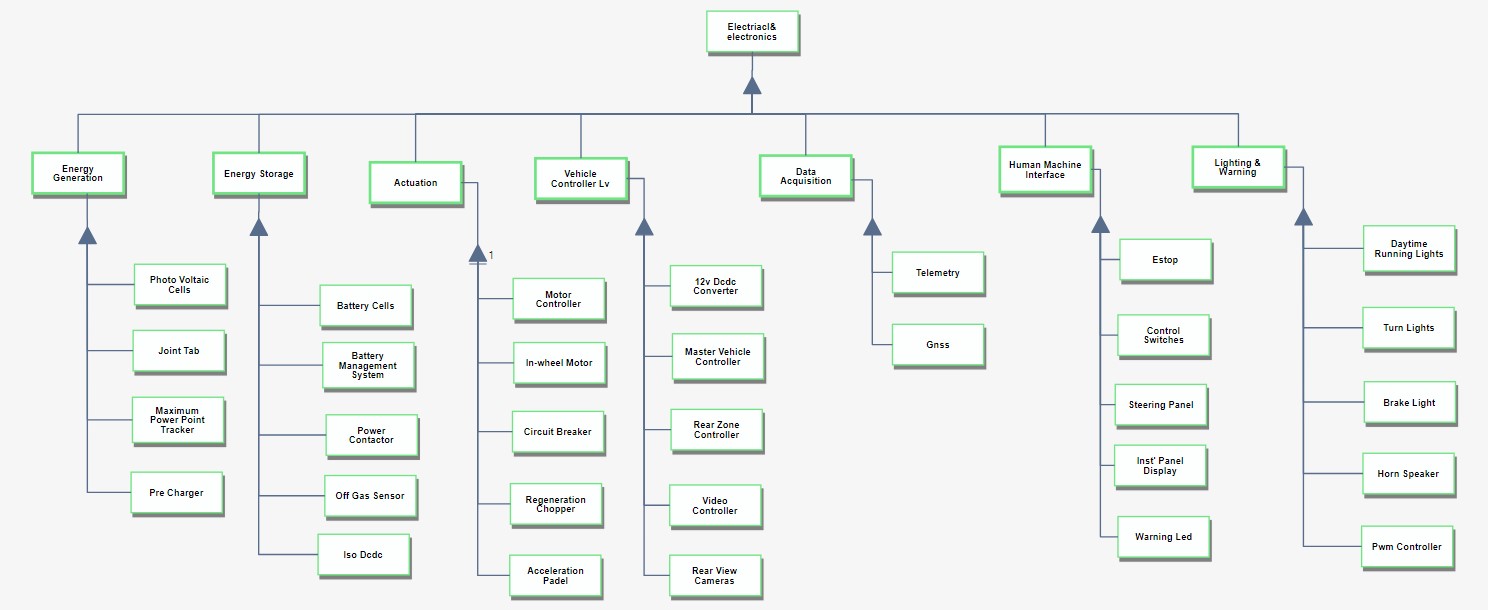 Electriacl&
electronics
Energy
Generation
Energy Storage
Actuation
Vehicle
Controller Lv
Data
Acquisition
Human Machine
Interface
Lighting &
Warning
Photo Voltaic
Cells
Joint Tab
Maximum
Power Point
Tracker
Pre Charger
Battery Cells
Battery
Management
System
Power
Contactor
Off Gas Sensor
Iso Dcdc
1
Motor
Controller
In-wheel Motor
Circuit Breaker
Regeneration
Chopper
Acceleration
Padel
12v Dcdc
Converter
Master Vehicle
Controller
Rear Zone
Controller
Video
Controller
Rear View
Cameras
Telemetry
Gnss
Estop
Control
Switches
Steering Panel
Inst' Panel
Display
Warning Led
Daytime
Running Lights
Turn Lights
Brake Light
Horn Speaker
Pwm Controller